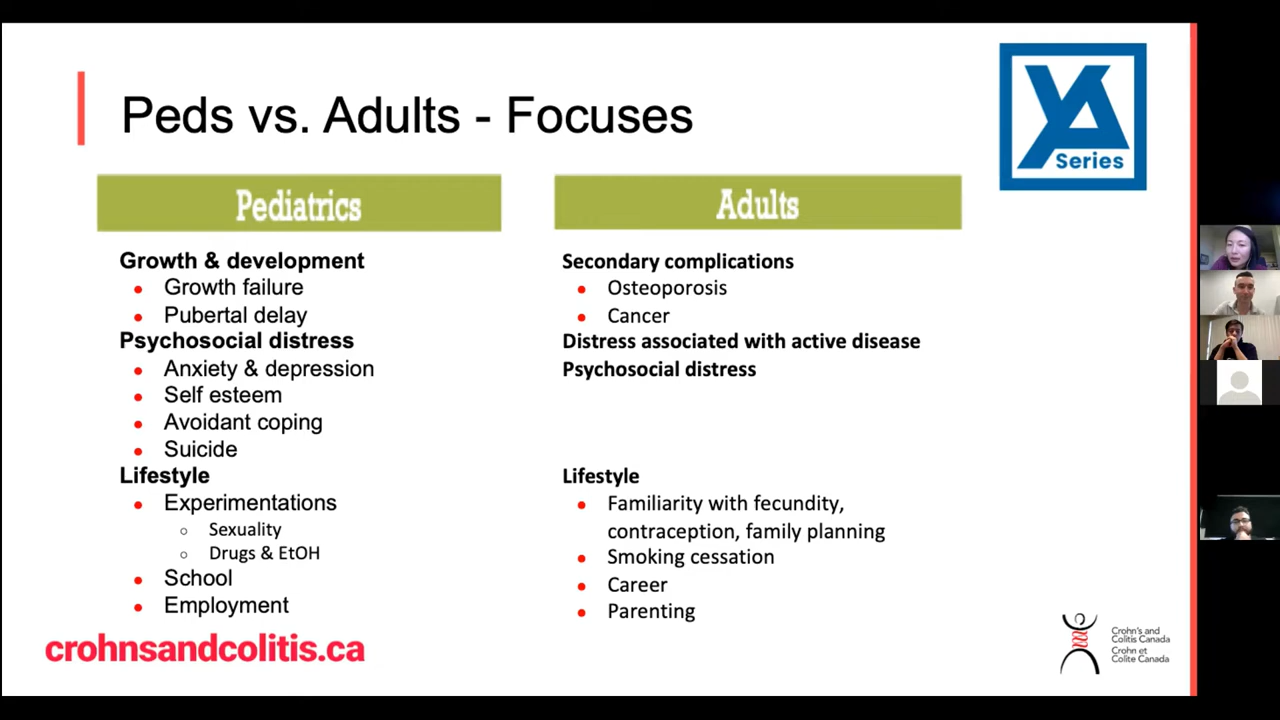 Peds vs. Adults - Focuses
YA
Series
Pediatrics
Growth & development
Growth failure
Pubertal delay
Psychosocial distress
Anxiety & depression
Self esteem
Avoidant coping
Suicide
Lifestyle
Experimentations
Sexuality
Drugs & EtOH
School
Employment
Adults
Secondary complications
Osteoporosis
Cancer
Distress associated with active disease
Psychosocial distress
Lifestyle
Familiarity with fecundity,
contraception, family planning
Smoking cessation
Career
Parenting
crohnsandcolitis.ca
Crohn's and
Colitis Canada
Crohn et
Colite Canada